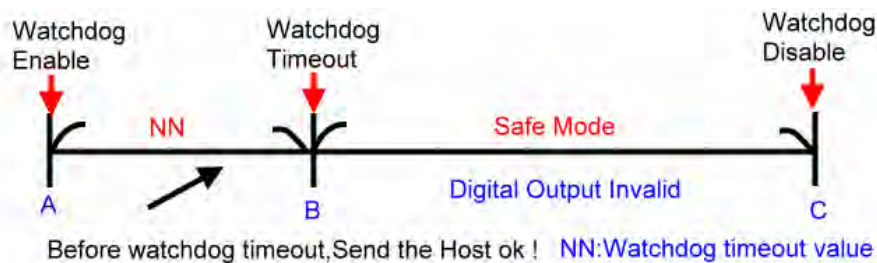 Watchdog
Enable
Watchdog
Timeout
Watchdog
Disable
NN
Safe Mode
A
B
Digital Output Invalid
C
Before watchdog timeout,Send the Host ok ! NN:Watchdog timeout value